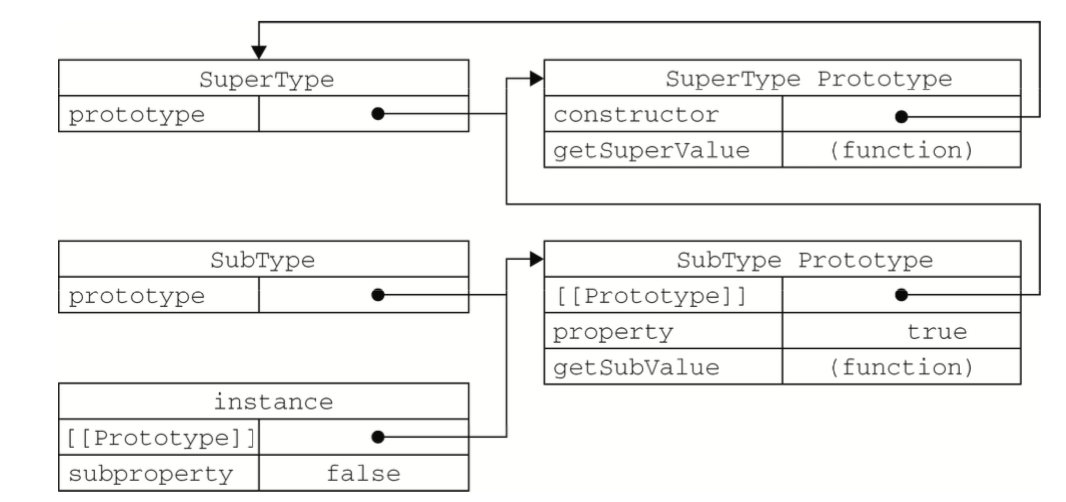 SuperType
prototype
SuperType Prototype
constructor
getSuperValue (function)
SubType
prototype
SubType Prototype
[[Prototype]]
property true
getSubValue (function)
instance
[[Prototype]]
subproperty false